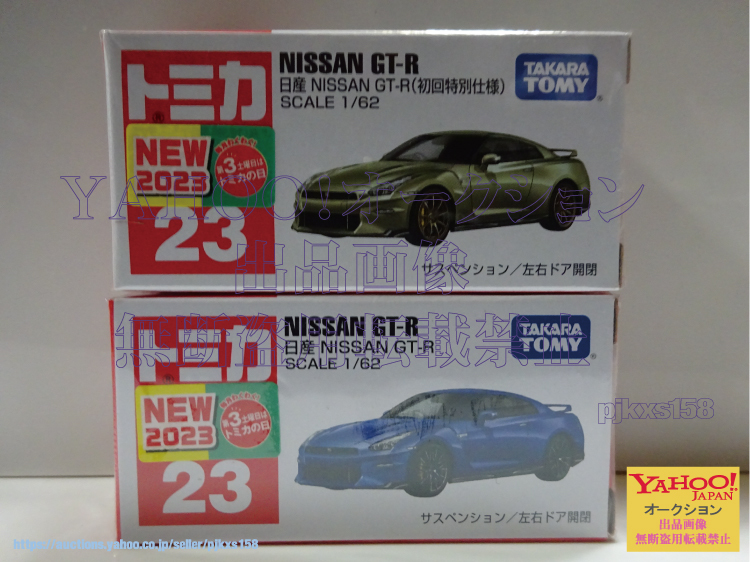 トミカ
NEW
2023
第3土曜日は
トミカの日
23
NISSAN GT-R
日産 NISSAN GT-R(初回特別仕様)
SCALE 1/62
TAKARA
TOMY
サスペンション/左右ドア開閉
YAHOO!オークション
出品画像
無断盗用転載禁止
トミカ
NEW
2023
第3土曜日は
トミカの日
23
NISSAN GT-R
日産 NISSAN GT-R
SCALE 1/62
TAKARA
TOMY
サスペンション/左右ドア開閉
pjkxs158
YAHOO!
JAPAN
オークション
出品画像
無断盗用転載禁止
https://auctions.yahoo.co.jp/seller/pjkxs158